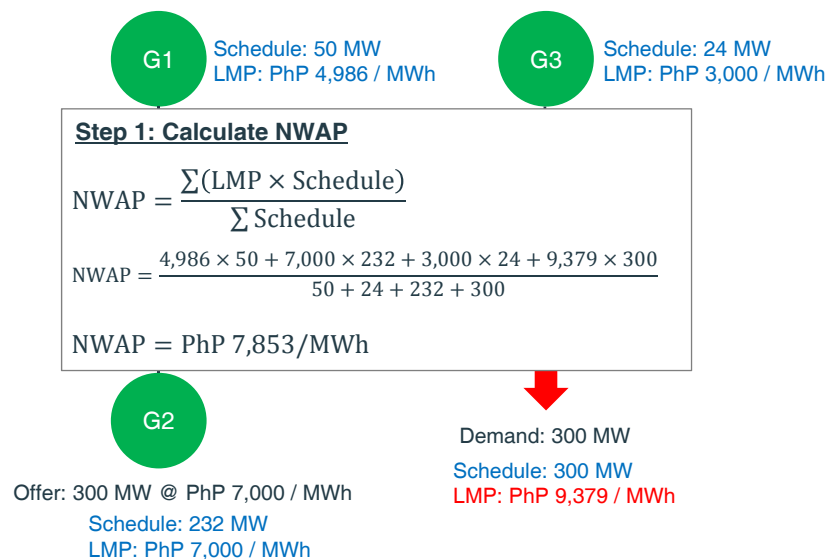 G1
Schedule: 50 MW
LMP: PhP 4,986 / MWh
G3
Schedule: 24 MW
LMP: PhP 3,000 / MWh
Step 1: Calculate NWAP
NWAP = ∑(LMP × Schedule) / ∑ Schedule
NWAP = 4,986 × 50 + 7,000 × 232 + 3,000 × 24 + 9,379 × 300 / 50 + 24 + 232 + 300
NWAP = PhP 7,853/MWh
G2
Offer: 300 MW @ PhP 7,000 / MWh
Schedule: 232 MW
LMP: PhP 7,000 / MWh
Demand: 300 MW
Schedule: 300 MW
LMP: PhP 9,379 / MWh